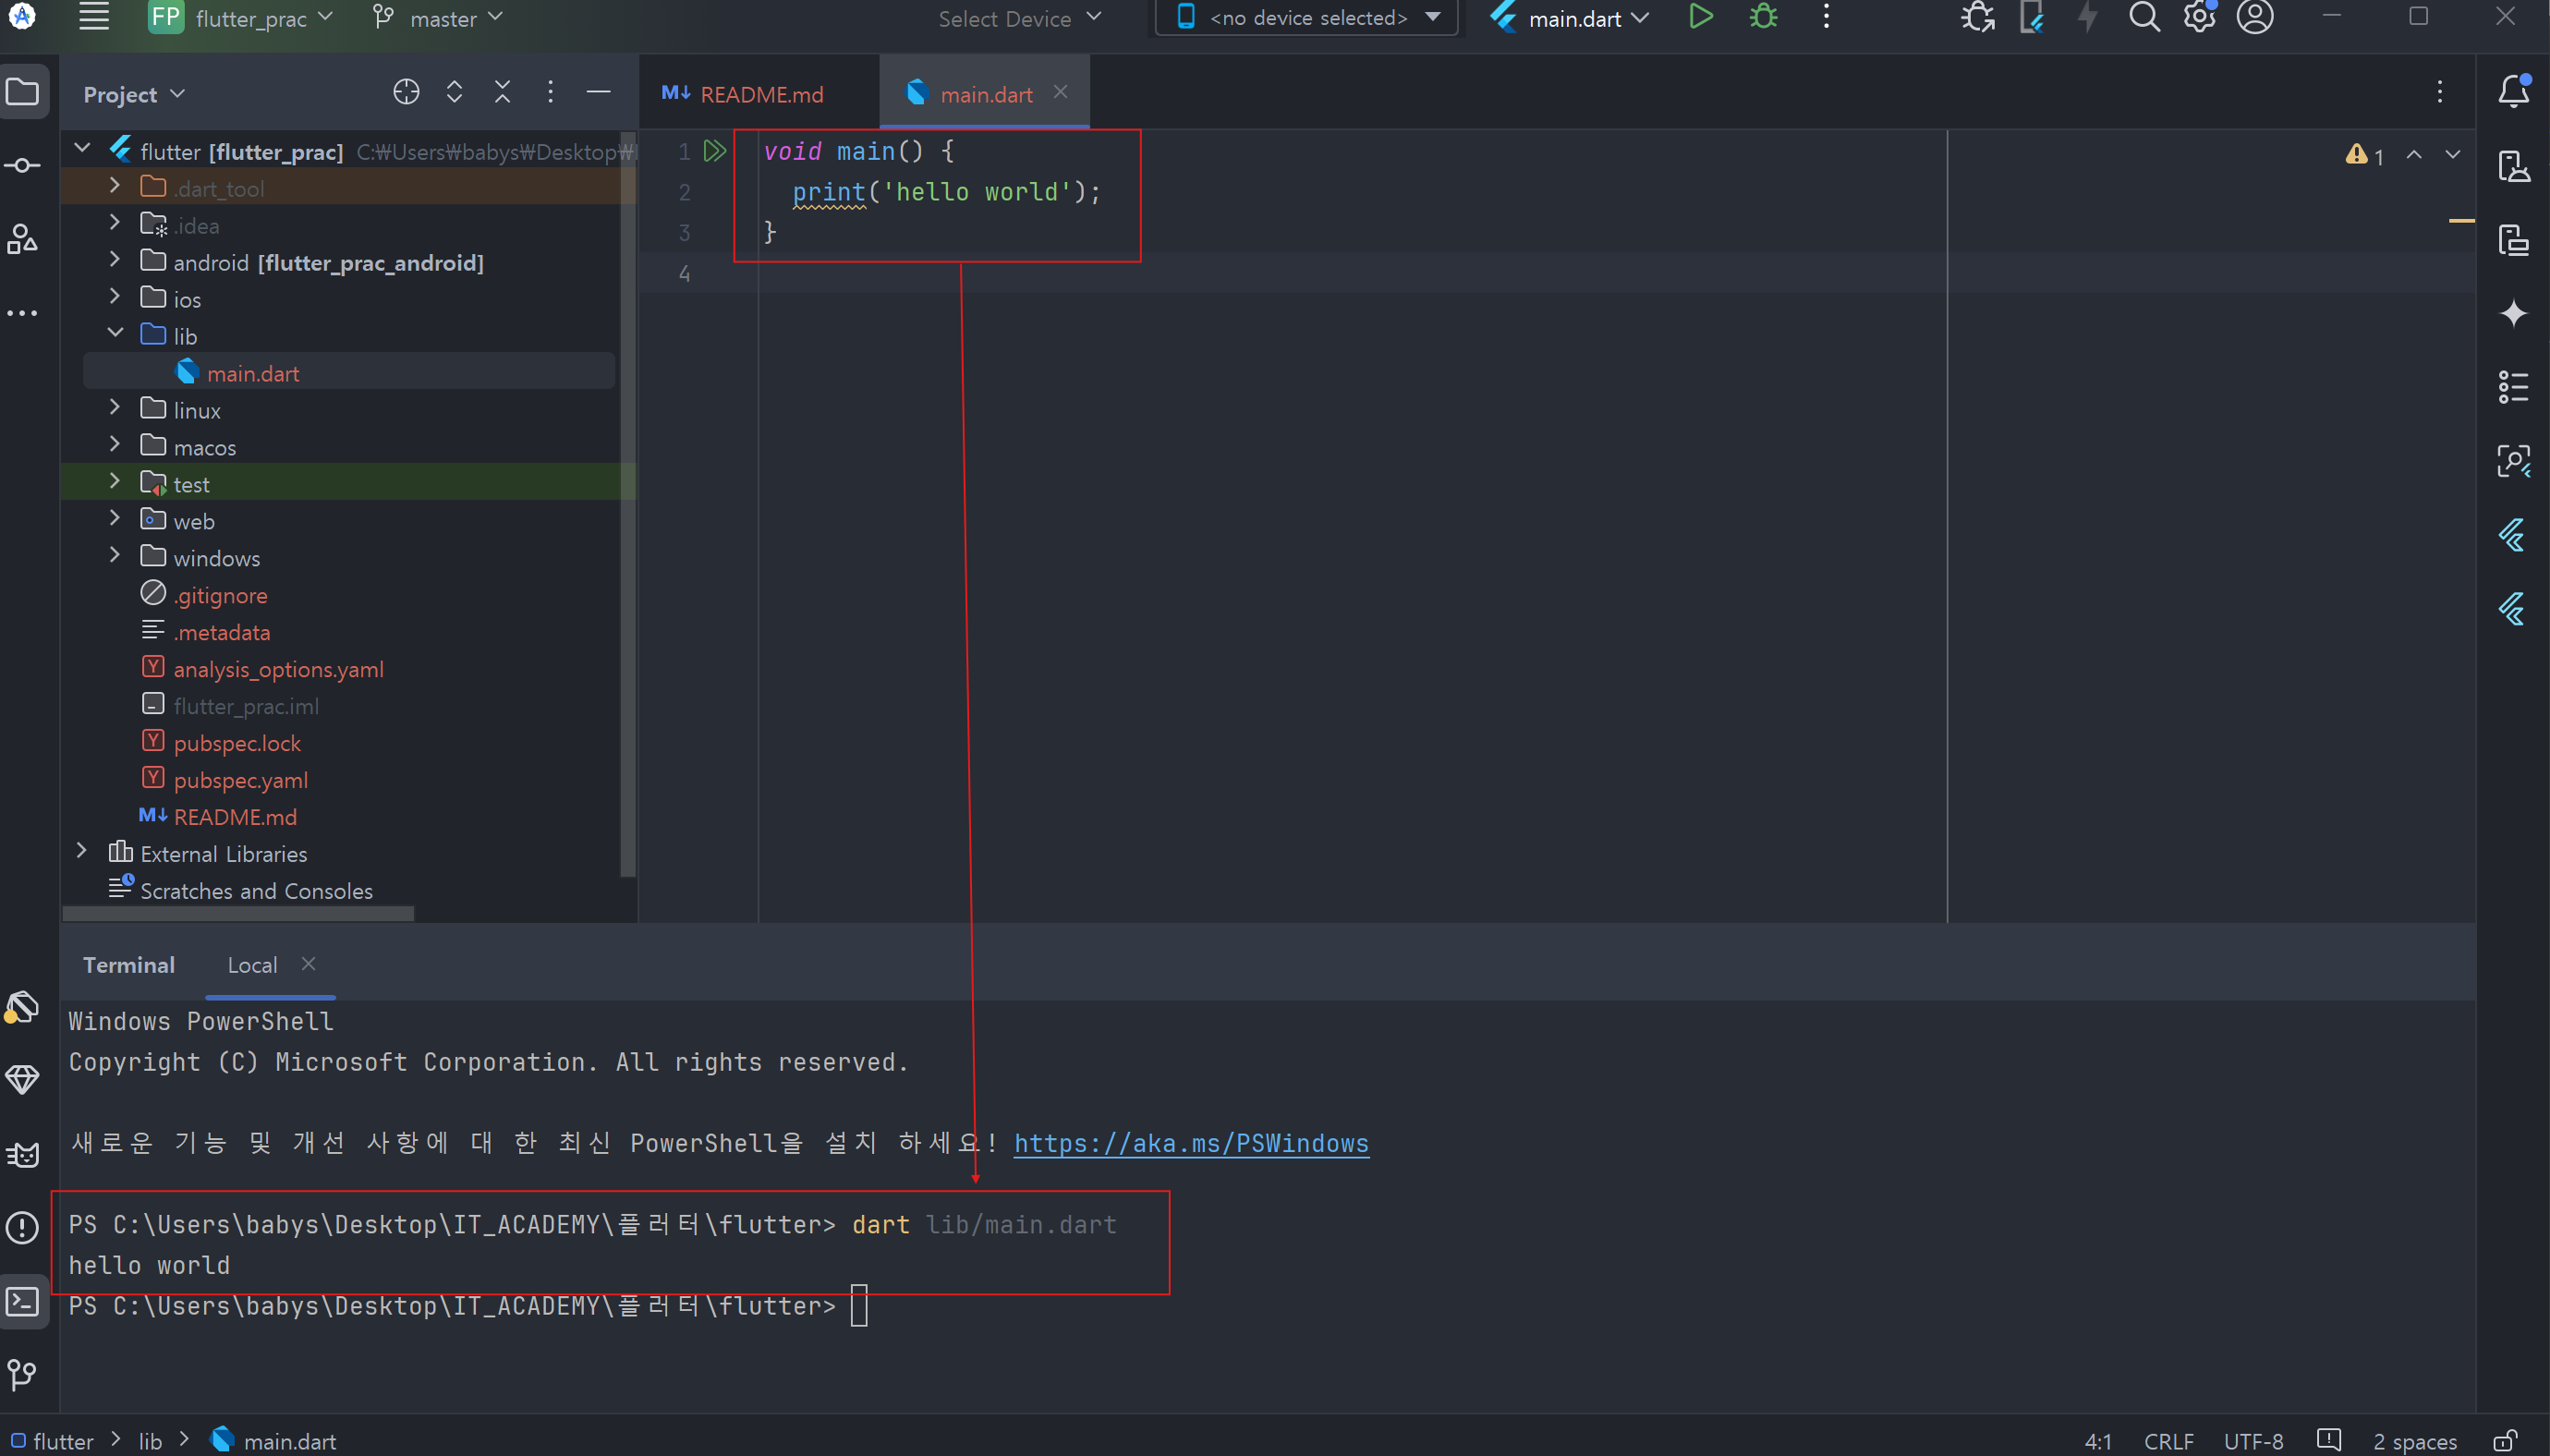 FP flutter_prac master Select Device <no device selected> main.dart
Project
README.md main.dart
flutter [flutter_prac] C:\Users\babys\Desktop\
.dart_tool
.idea
android [flutter_prac_android]
ios
lib
main.dart
linux
macos
test
web
windows
.gitignore
.metadata
analysis_options.yaml
flutter_prac.iml
pubspec.lock
pubspec.yaml
README.md
External Libraries
Scratches and Consoles
1 void main() {
2 print('hello world');
3 }
4
1
Terminal Local
Windows PowerShell
Copyright (C) Microsoft Corporation. All rights reserved.
새로운 기능 및 개선 사항에 대 한 최신 PowerShell을 설치 하세요! https://aka.ms/PSWindows
PS C:\Users\babys\Desktop\IT_ACADEMY\플러터\flutter> dart lib/main.dart
hello world
PS C:\Users\babys\Desktop\IT_ACADEMY\플러터\flutter>
flutter > lib > main.dart 4:1 CRLF UTF-8 2 spaces